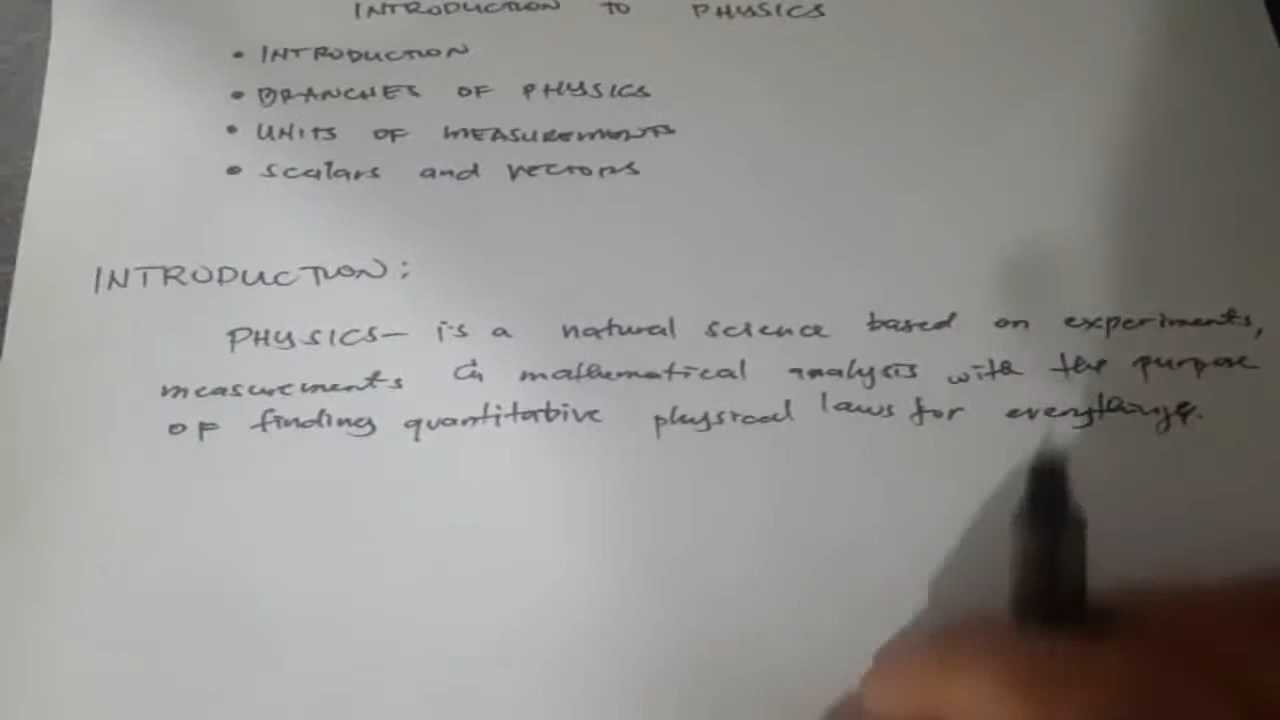 INTRODUCTION TO PHYSICS
• INTRODUCTION
• BRANCHES OF PHYSICS
• UNITS OF MEASUREMENTS
• Scalars and vectors
INTRODUCTION:
PHYSICS— is a natural science based on experiments,
measurements & mathematical analysis with the purpose
of finding quantitative physical laws for everything.